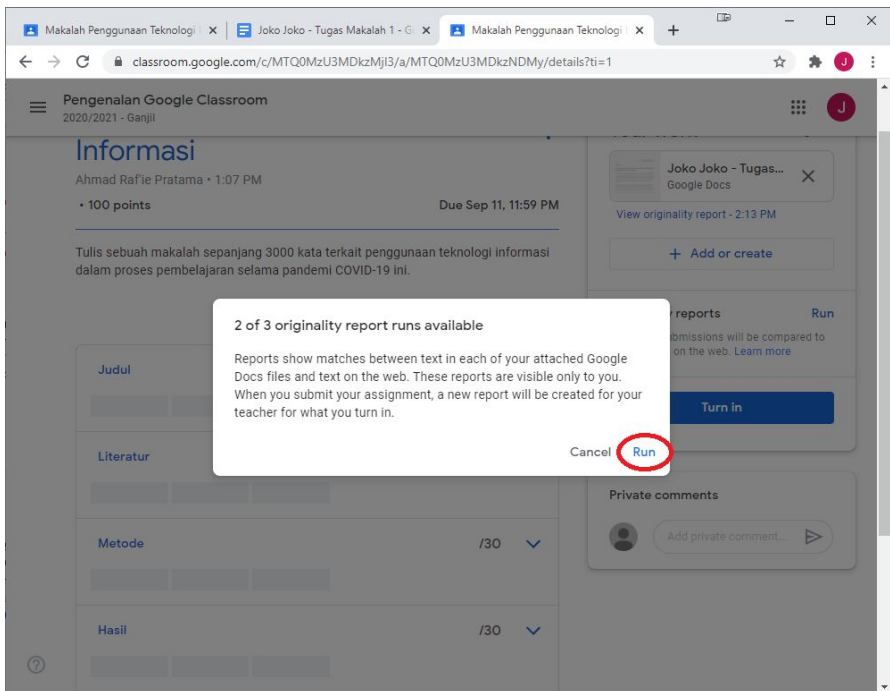 Makalah Penggunaan Teknologi I
Joko Joko - Tugas Makalah 1 - G
Makalah Penggunaan Teknologi I
classroom.google.com/c/MTQ0MzU3MDkzMjI3/a/MTQ0MzU3MDkzNDMy/details?ti=1
J
Pengenalan Google Classroom
2020/2021 - Ganjil
J
Informasi
Ahmad Raf'ie Pratama • 1:07 PM
• 100 points
Due Sep 11, 11:59 PM
Tulis sebuah makalah sepanjang 3000 kata terkait penggunaan teknologi informasi
dalam proses pembelajaran selama pandemi COVID-19 ini.
Judul
Literatur
Metode
/30
Hasil
/30
Joko Joko - Tugas...
Google Docs
View originality report - 2:13 PM
+ Add or create
reports
Run
bmissions will be compared to
on the web. Learn more
Turn in
Private comments
Add private comment...
2 of 3 originality report runs available
Reports show matches between text in each of your attached Google
Docs files and text on the web. These reports are visible only to you.
When you submit your assignment, a new report will be created for your
teacher for what you turn in.
Cancel
Run